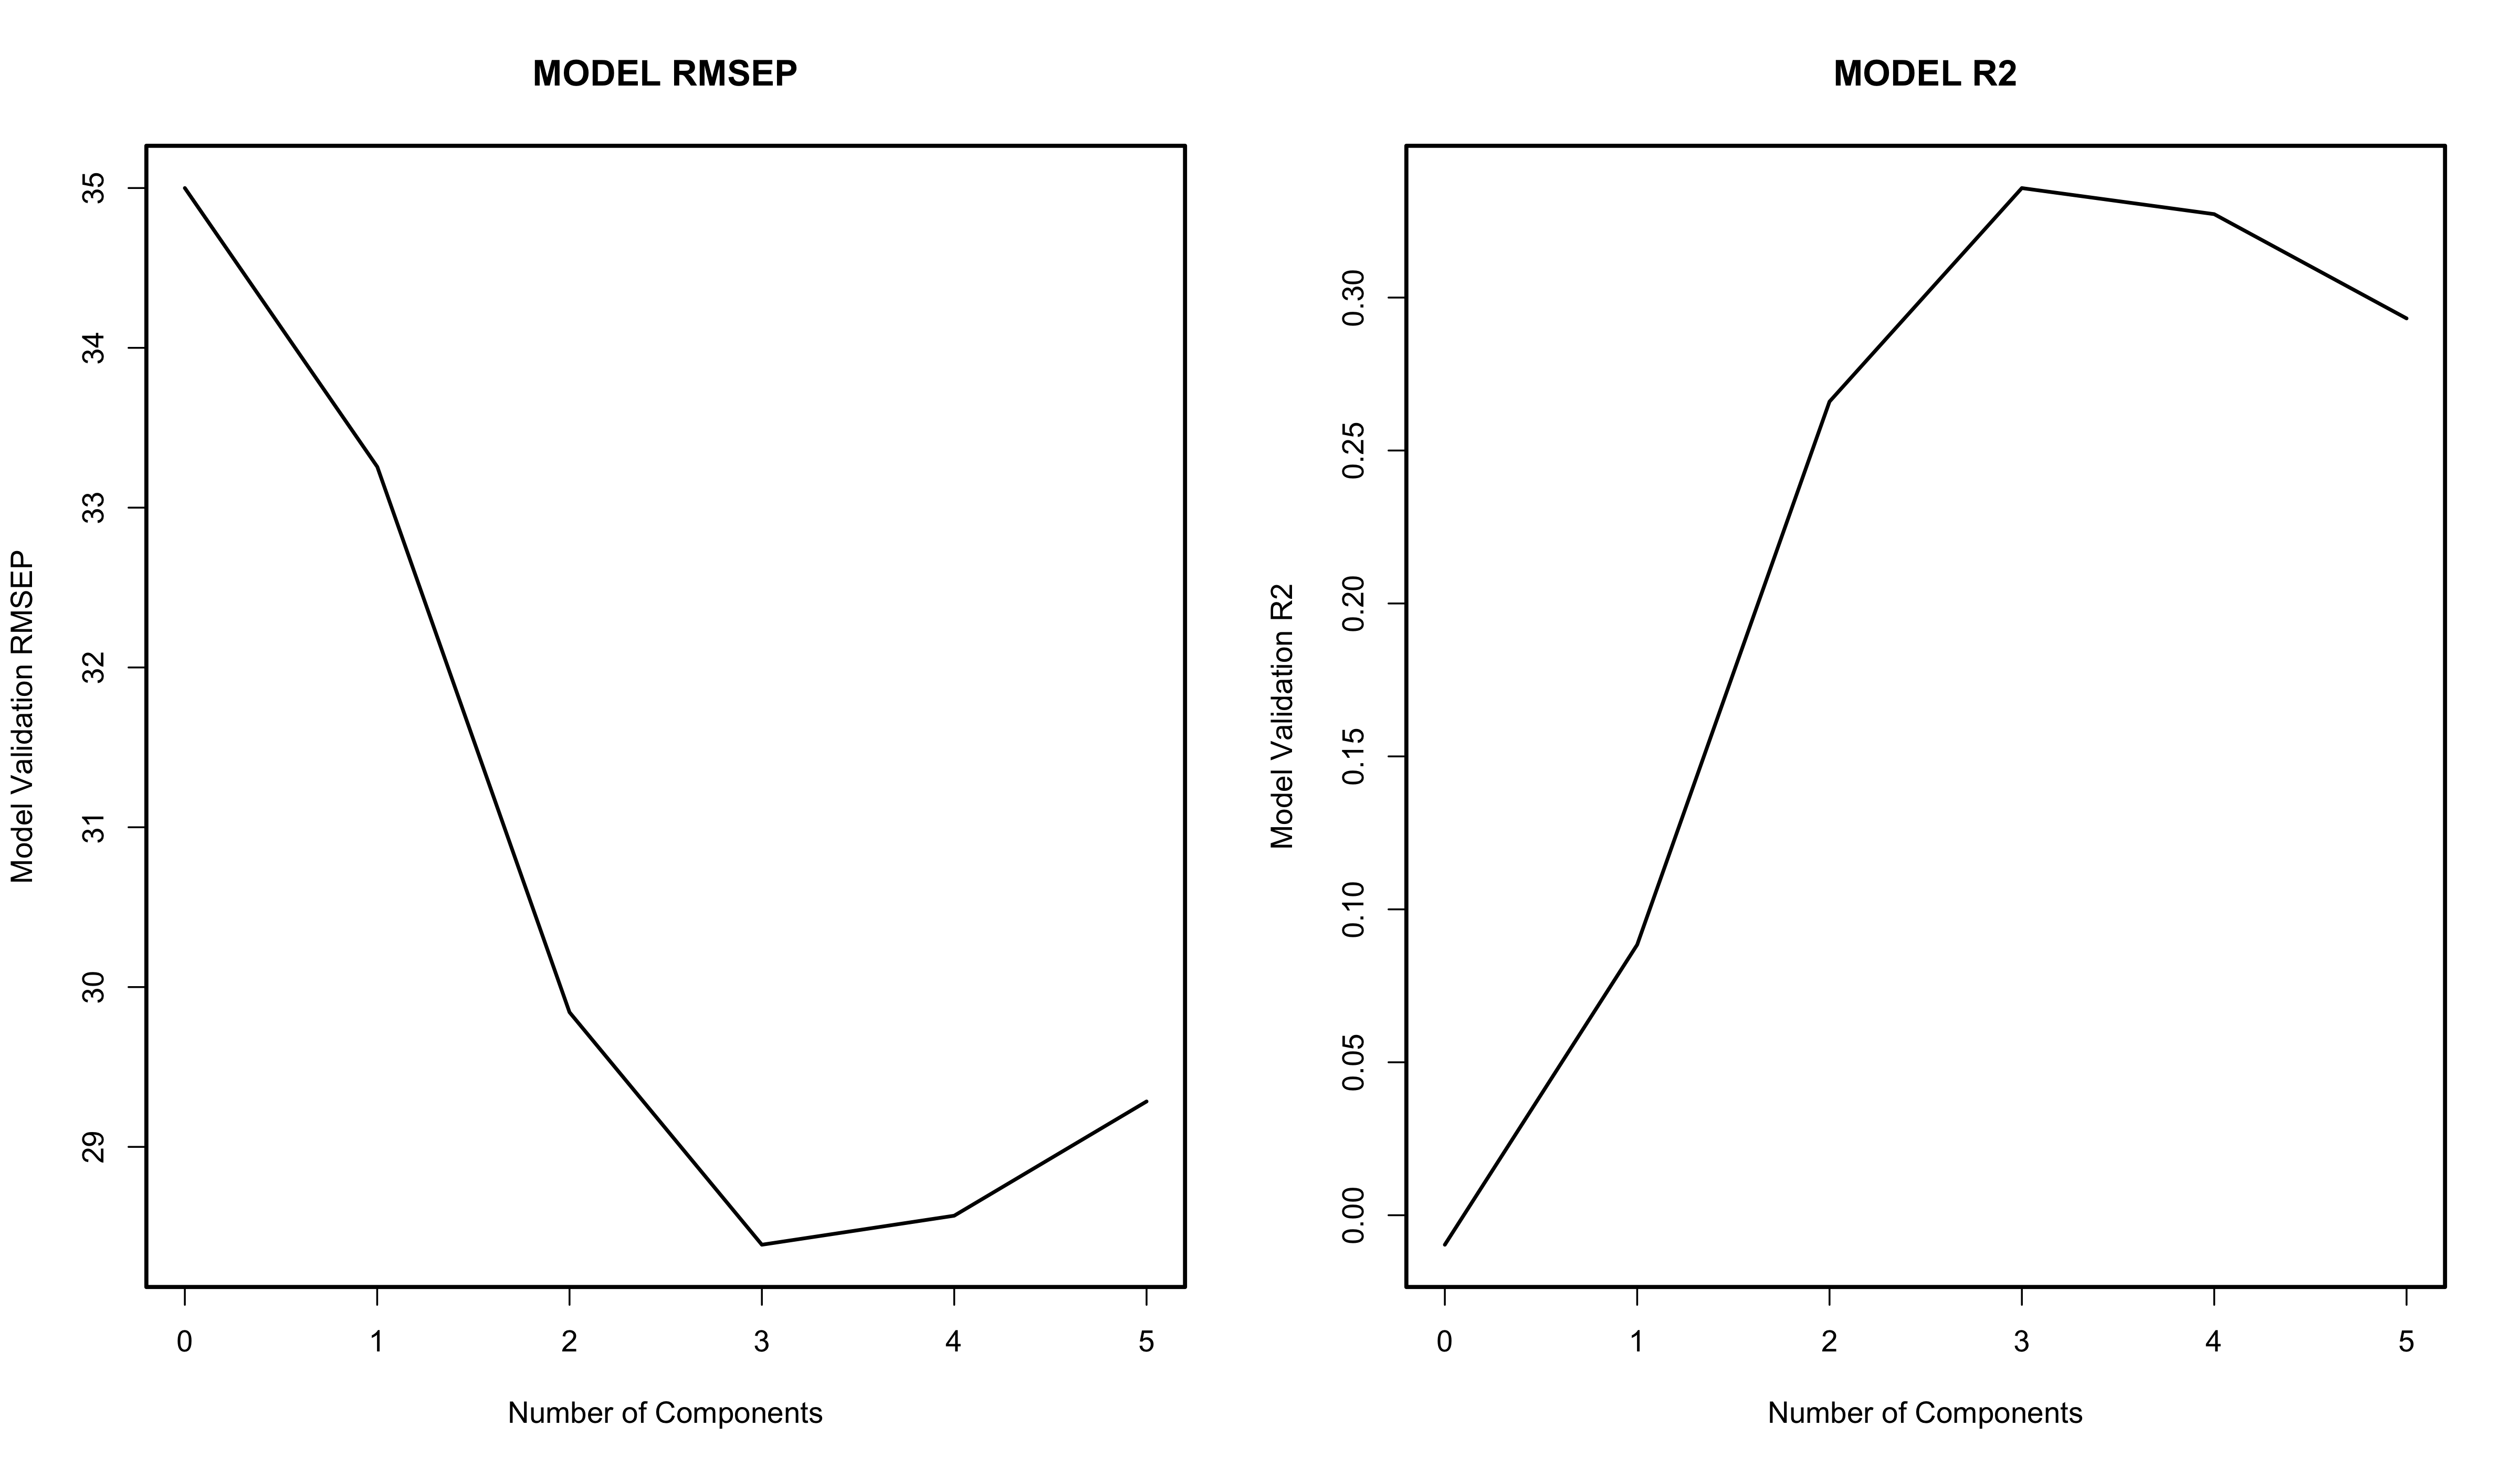 MODEL RMSEP
Model Validation RMSEP
35
34
33
32
31
30
29
0 1 2 3 4 5
Number of Components
MODEL R2
Model Validation R2
0.30
0.25
0.20
0.15
0.10
0.05
0.00
0 1 2 3 4 5
Number of Components